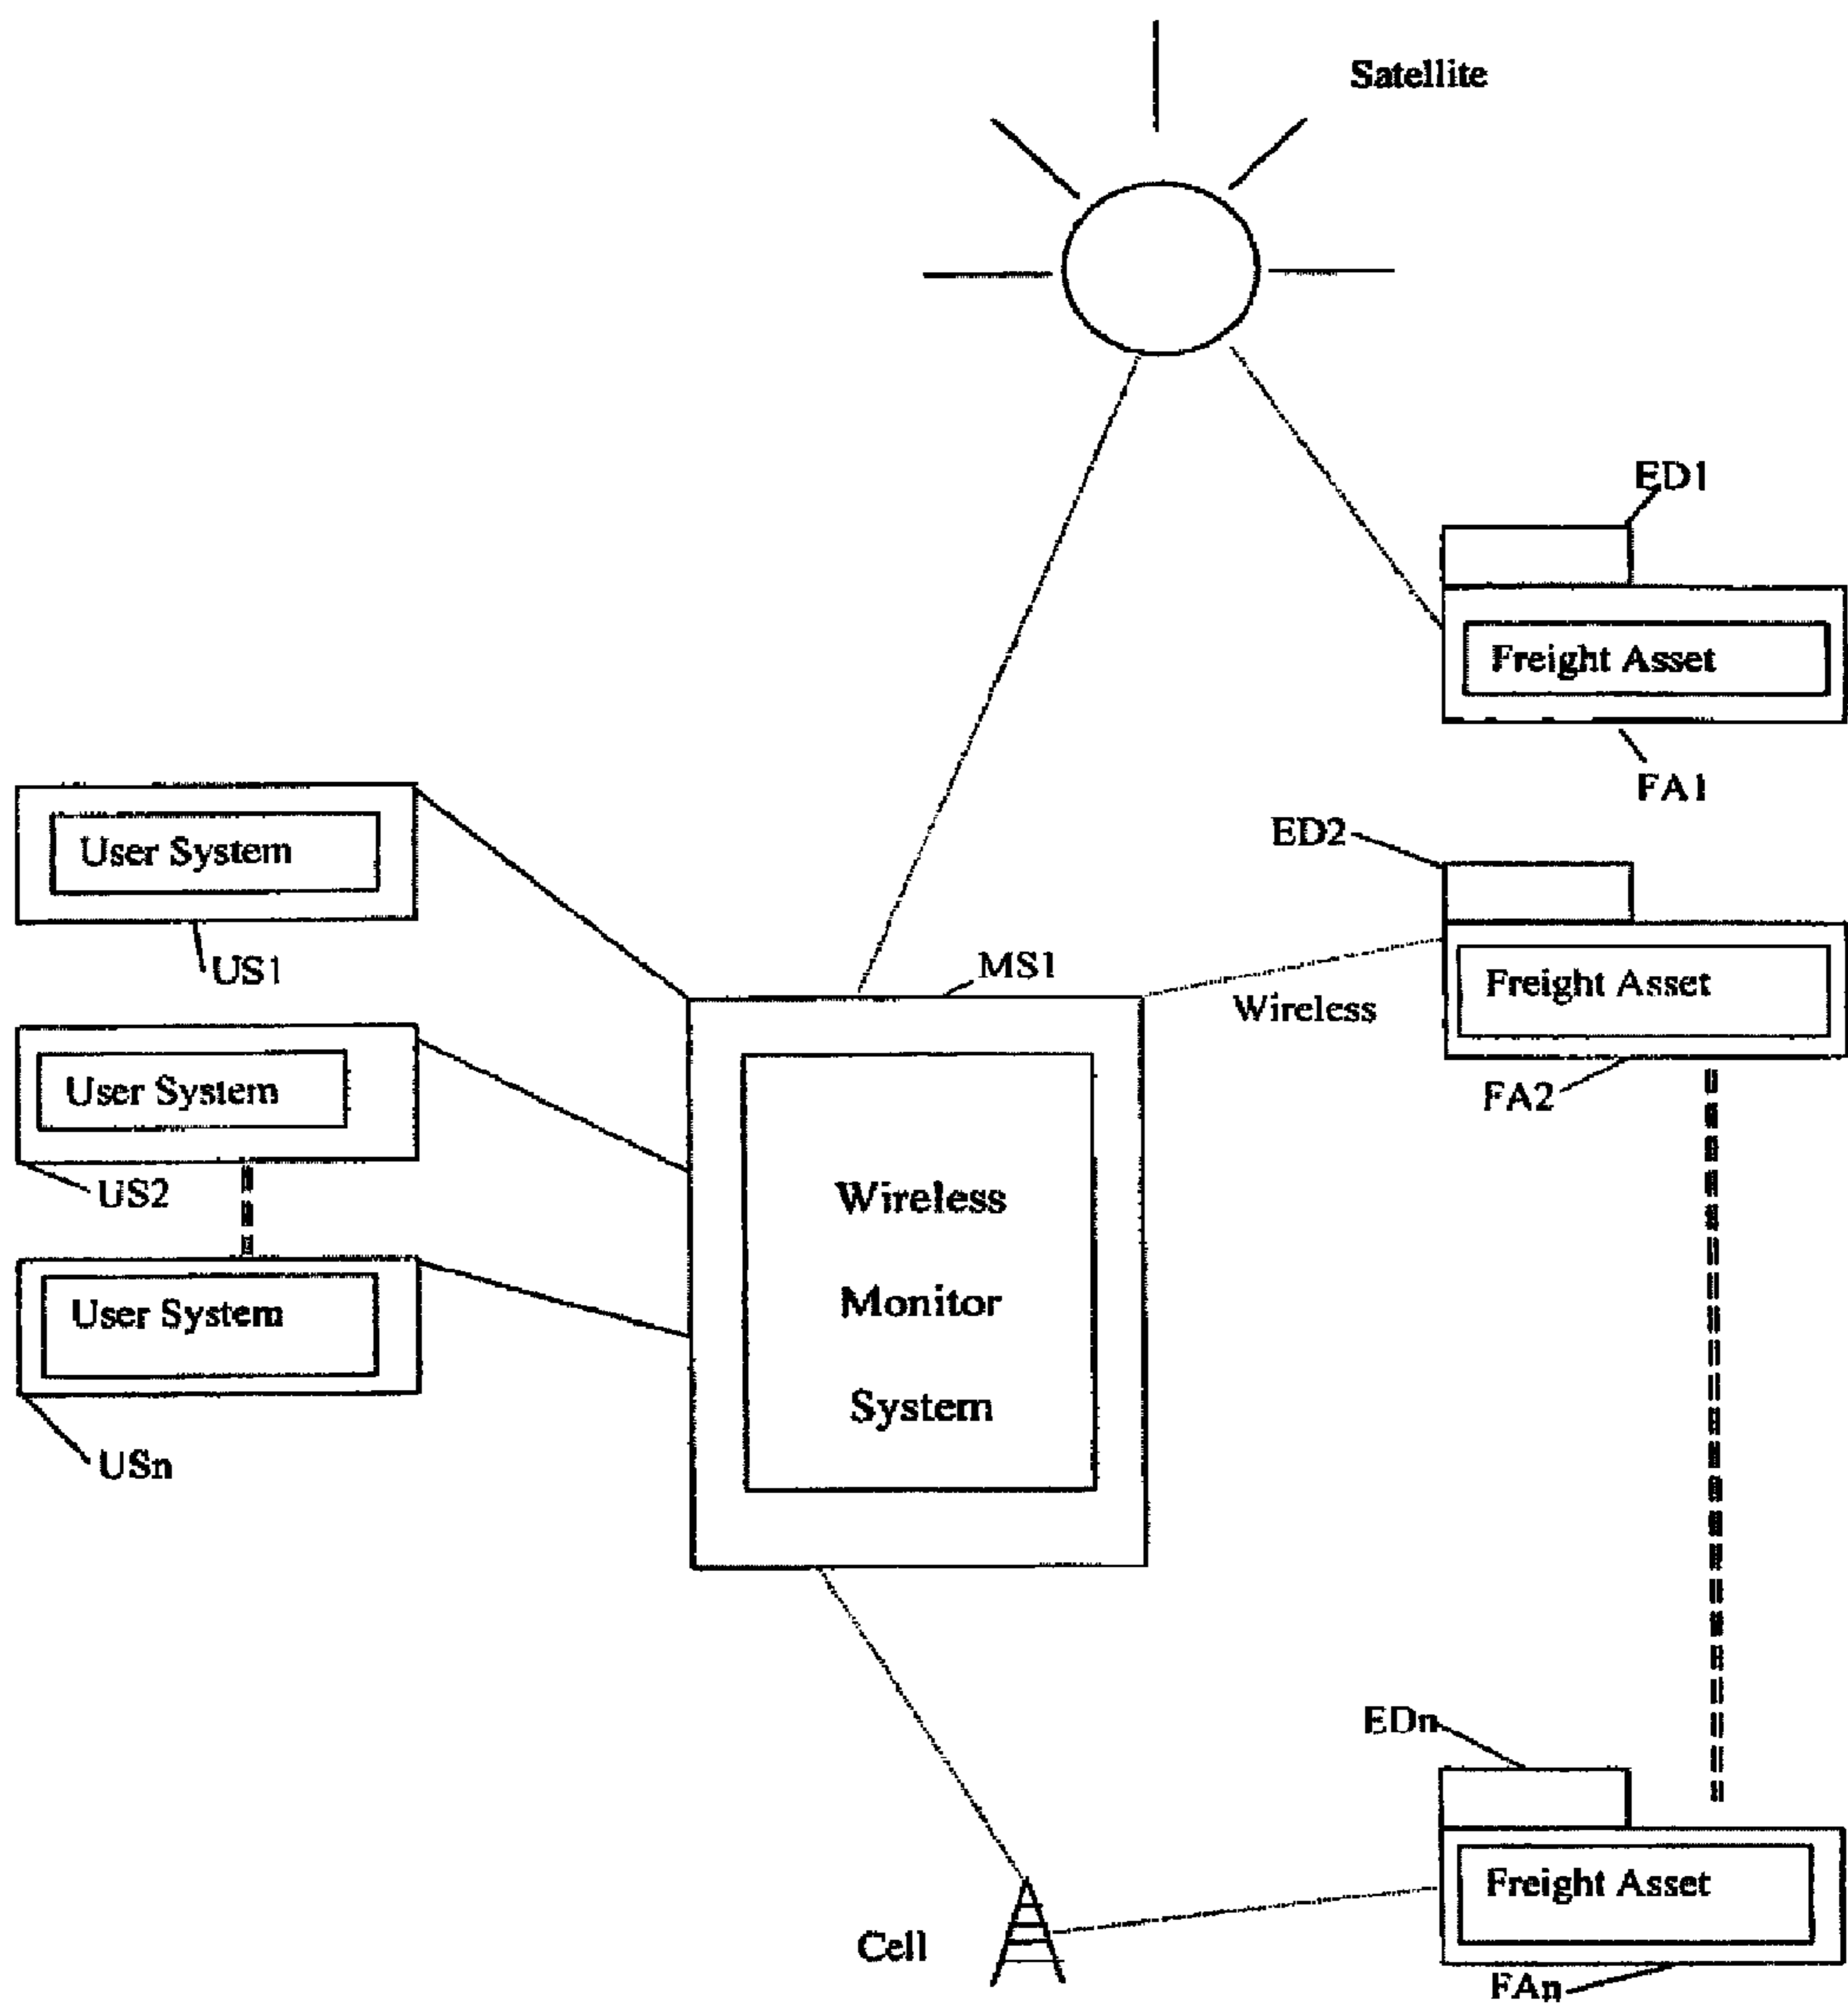 Satellite
ED1
Freight Asset
FA1
User System
US1
ED2
MS1
Wireless
Freight Asset
FA2
User System
US2
Wireless
Monitor
System
User System
USn
EDn
Freight Asset
Cell
FAn